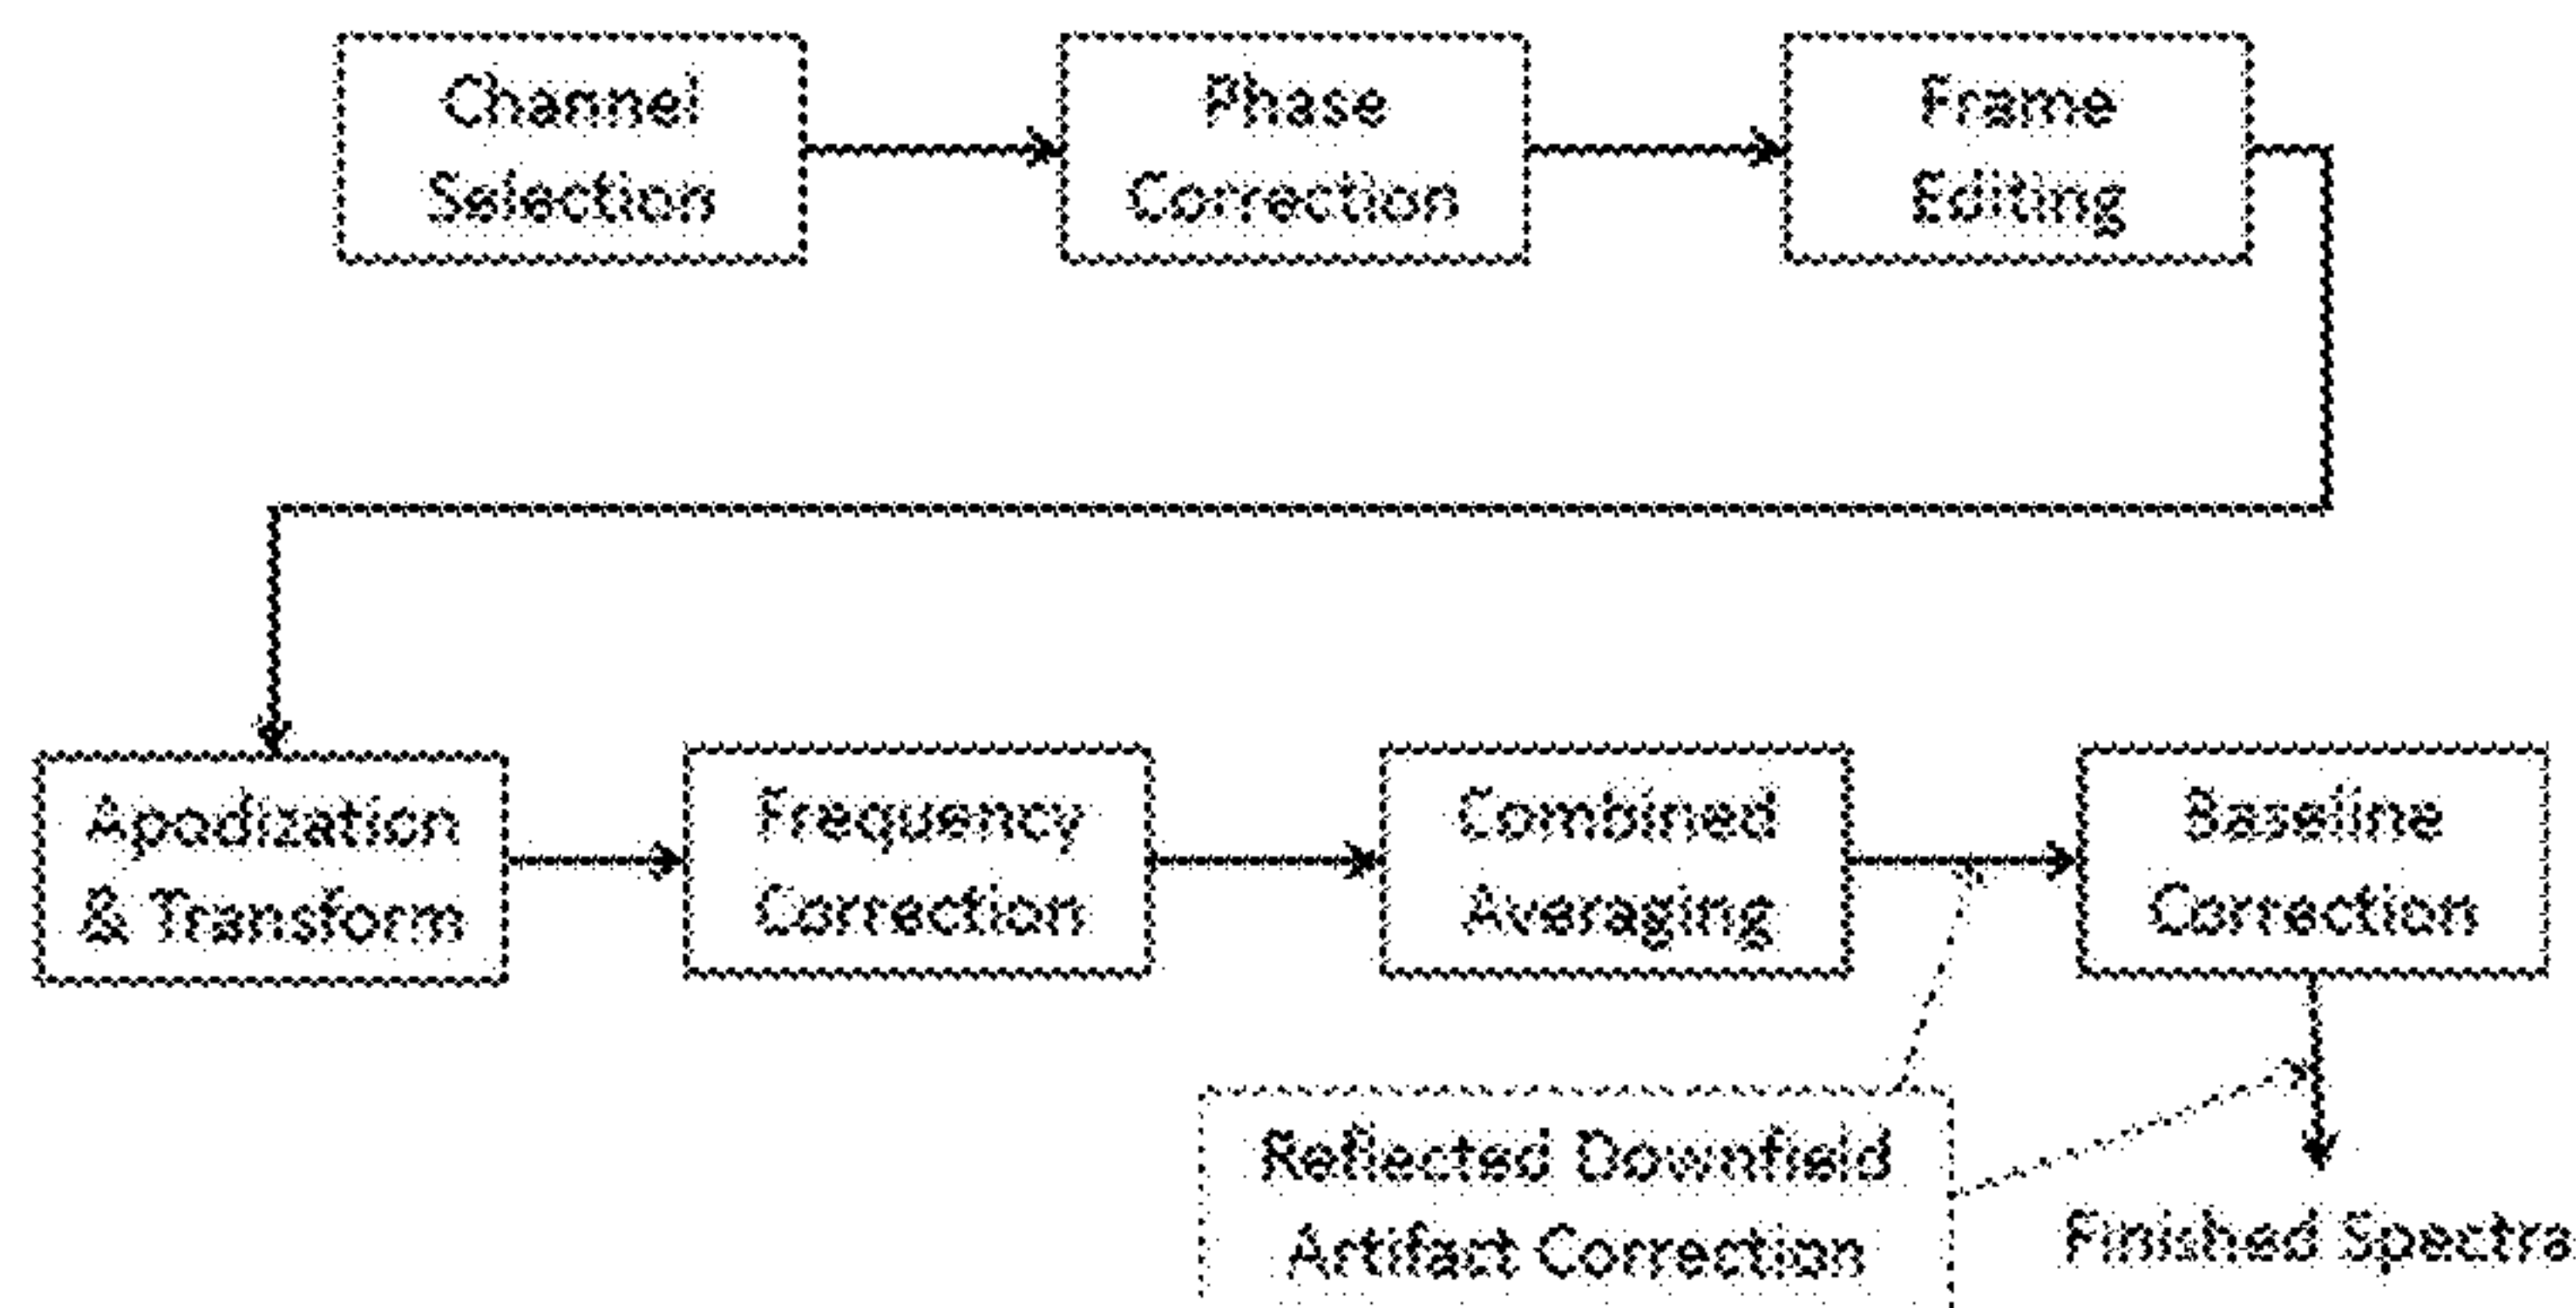 Channel
Selection
Phase
Correction
Frame
Editing
Apodization
& Transform
Frequency
Correction
Combined
Averaging
Baseline
Correction
Reflected Downfield
Artifact Correction
Finished Spectra